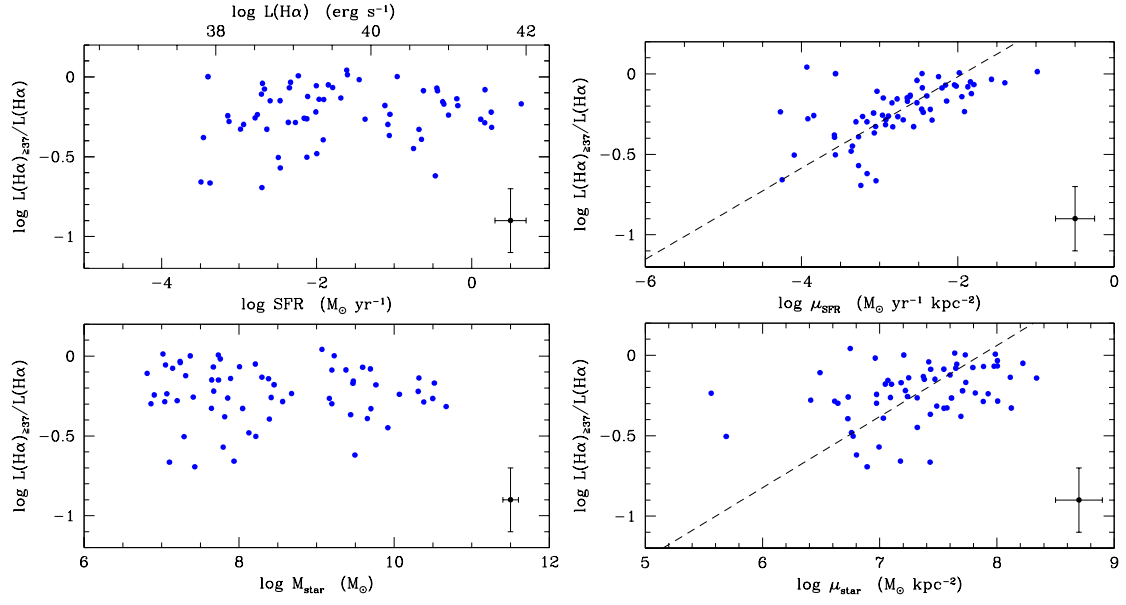 log L(Hα) (erg s⁻¹)
38 40 42
log L(Hα)≥37/L(Hα)
0
−0.5
−1
−4 −2 0
log SFR (M⊙ yr⁻¹)
log L(Hα)≥37/L(Hα)
0
−0.5
−1
−6 −4 −2 0
log μSFR (M⊙ yr⁻¹ kpc⁻²)
log L(Hα)≥37/L(Hα)
0
−0.5
−1
6 8 10 12
log Mstar (M⊙)
log L(Hα)≥37/L(Hα)
0
−0.5
−1
5 6 7 8 9
log μstar (M⊙ kpc⁻²)